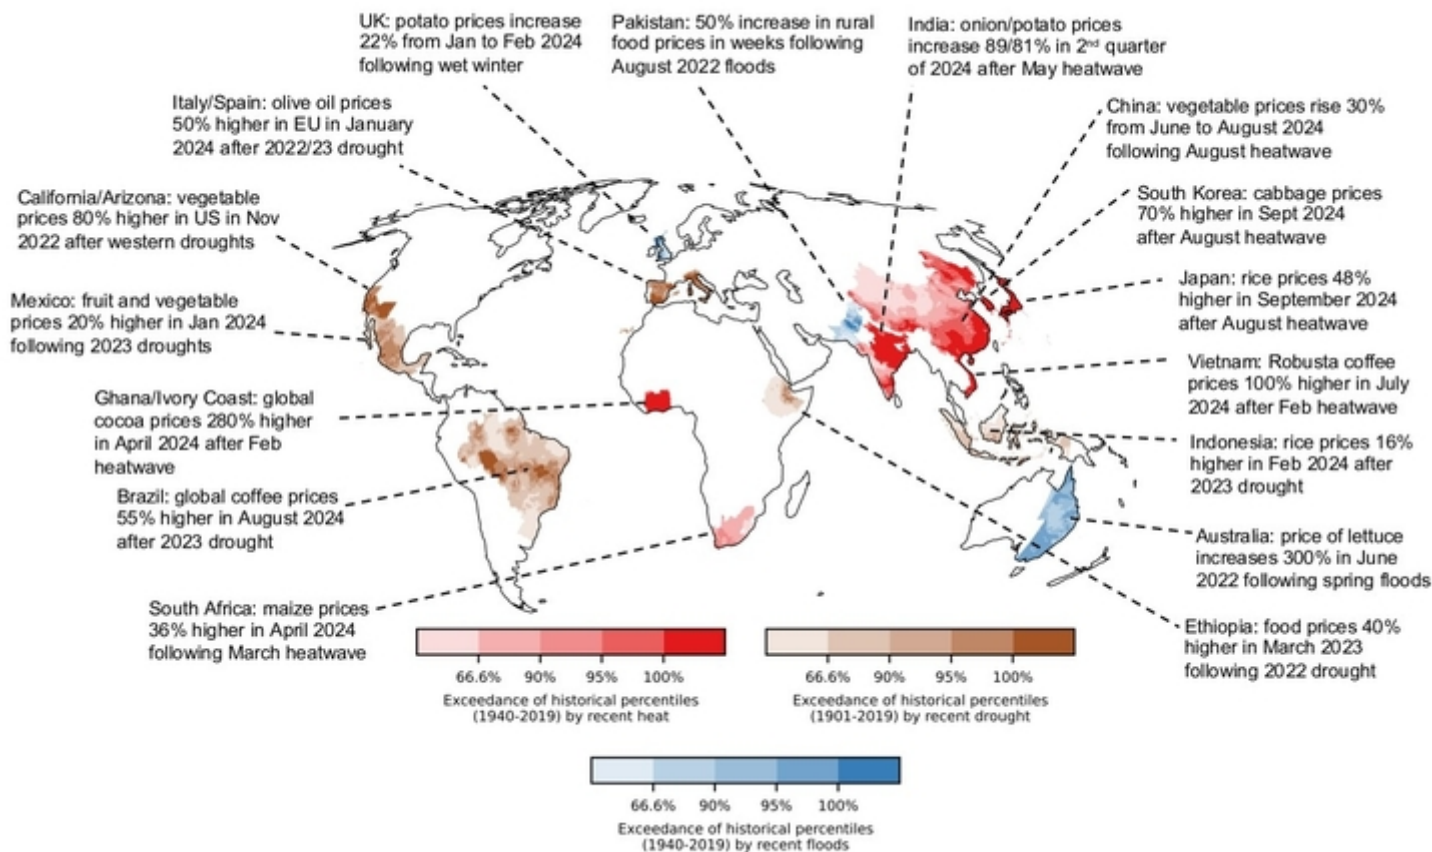 UK: potato prices increase
22% from Jan to Feb 2024
following wet winter
Pakistan: 50% increase in rural
food prices in weeks following
August 2022 floods
India: onion/potato prices
increase 89/81% in 2nd quarter
of 2024 after May heatwave
Italy/Spain: olive oil prices
50% higher in EU in January
2024 after 2022/23 drought
China: vegetable prices rise 30%
from June to August 2024
following August heatwave
California/Arizona: vegetable
prices 80% higher in US in Nov
2022 after western droughts
South Korea: cabbage prices
70% higher in Sept 2024
after August heatwave
Mexico: fruit and vegetable
prices 20% higher in Jan 2024
following 2023 droughts
Japan: rice prices 48%
higher in September 2024
after August heatwave
Ghana/Ivory Coast: global
cocoa prices 280% higher
in April 2024 after Feb
heatwave
Vietnam: Robusta coffee
prices 100% higher in July
2024 after Feb heatwave
Brazil: global coffee prices
55% higher in August 2024
after 2023 drought
Indonesia: rice prices 16%
higher in Feb 2024 after
2023 drought
Australia: price of lettuce
increases 300% in June
2022 following spring floods
South Africa: maize prices
36% higher in April 2024
following March heatwave
Ethiopia: food prices 40%
higher in March 2023
following 2022 drought
66.6% 90% 95% 100%
Exceedance of historical percentiles
(1940-2019) by recent heat
66.6% 90% 95% 100%
Exceedance of historical percentiles
(1901-2019) by recent drought
66.6% 90% 95% 100%
Exceedance of historical percentiles
(1940-2019) by recent floods